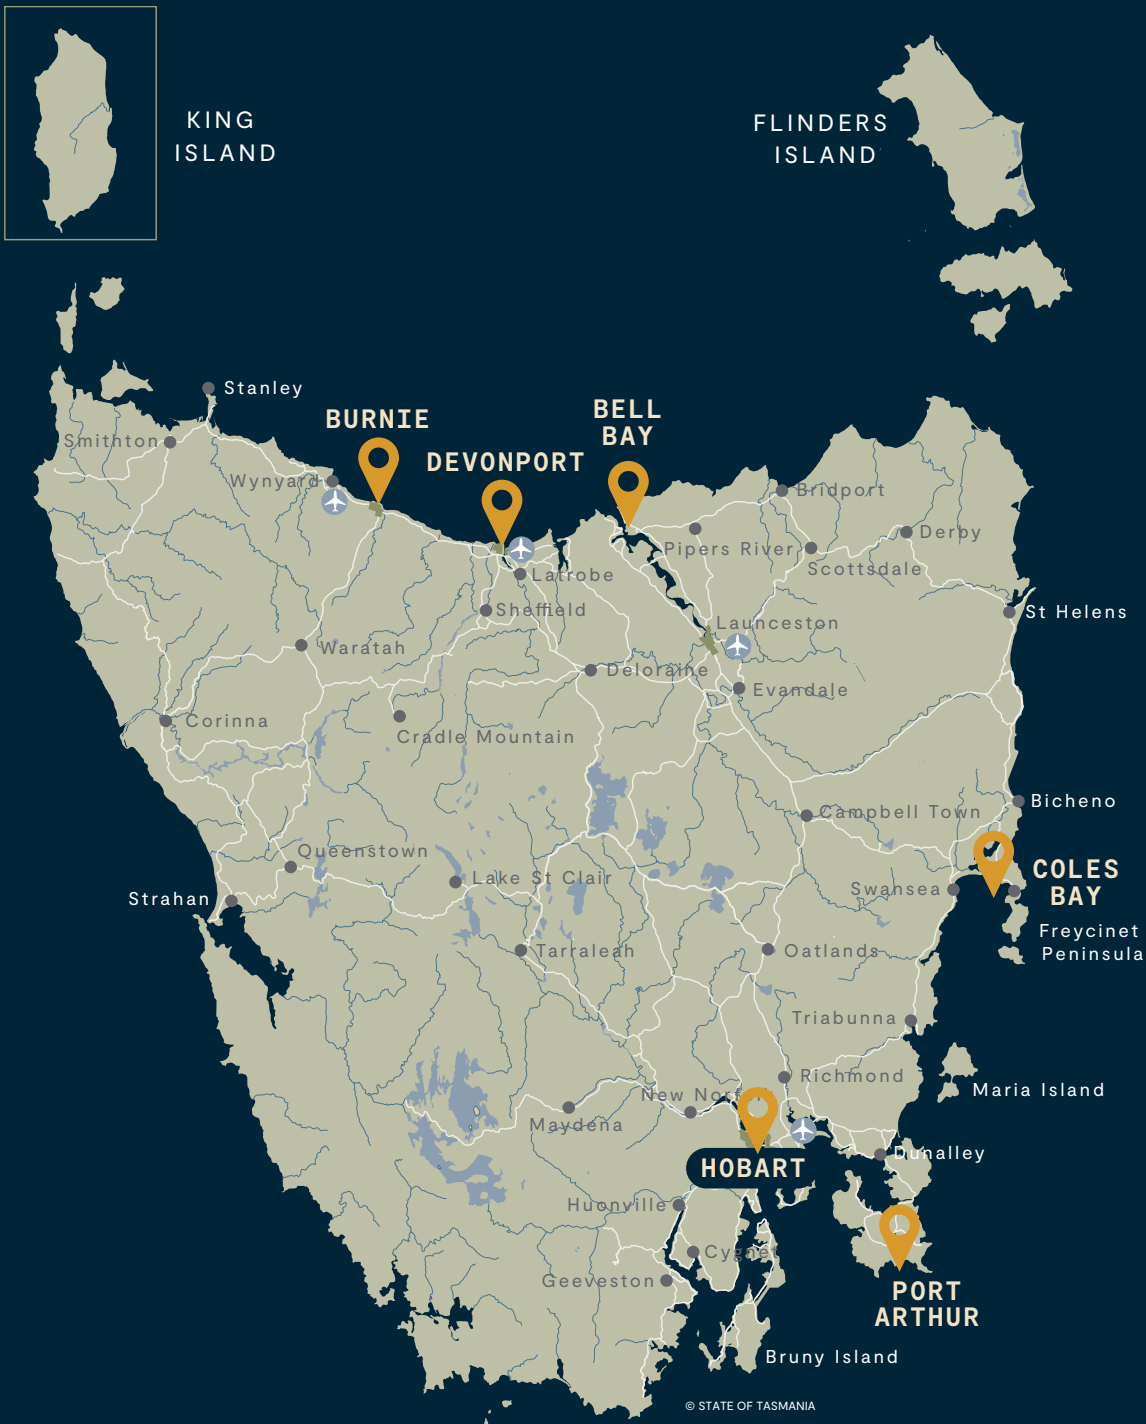 KING
ISLAND
FLINDERS
ISLAND
Stanley
BURNIE
BELL
BAY
Smithton
DEVONPORT
Wynyard
Bridport
Derby
Pipers River
Scottsdale
Latrobe
Sheffield
St Helens
Launceston
Waratah
Deloraine
Evandale
Corinna
Cradle Mountain
Bicheno
Campbell Town
Queenstown
COLES
BAY
Lake St Clair
Swansea
Strahan
Freycinet
Peninsula
Tarraleah
Oatlands
Triabunna
Richmond
Maria Island
New Norfolk
Maydena
Dunalley
HOBART
Huonville
Cygnet
Geeveston
PORT
ARTHUR
Bruny Island
© STATE OF TASMANIA